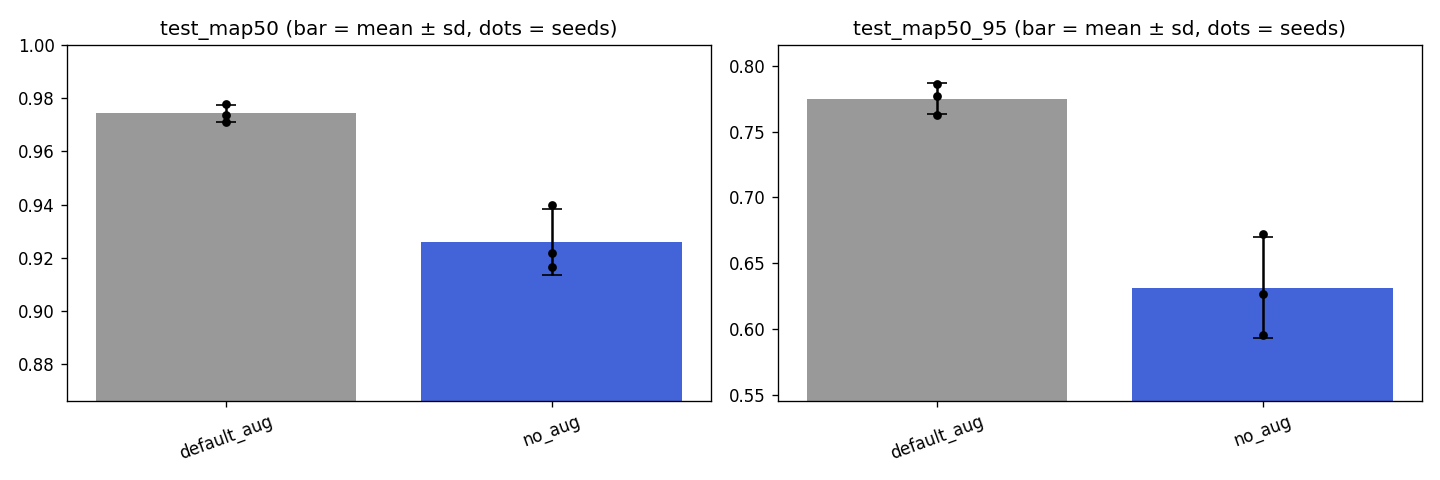 test_map50 (bar = mean ± sd, dots = seeds)
1.00
0.98
0.96
0.94
0.92
0.90
0.88
default_aug
no_aug
test_map50_95 (bar = mean ± sd, dots = seeds)
0.80
0.75
0.70
0.65
0.60
0.55
default_aug
no_aug